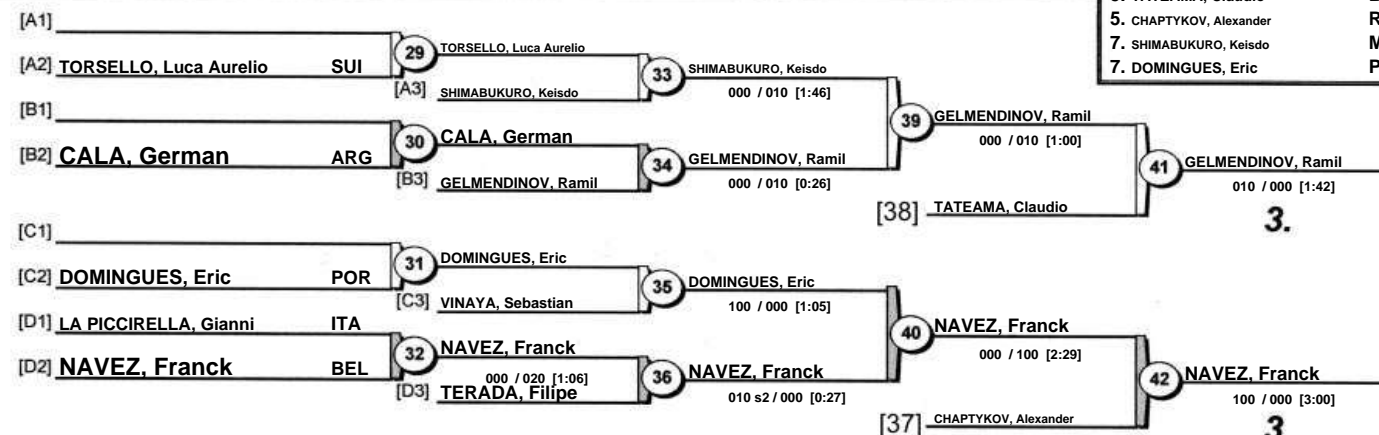 5. CHAPTYKOV, Alexander R
7. SHIMABUKURO, Keisdo M
7. DOMINGUES, Eric P
[A1]
[A2] TORSELLO, Luca Aurelio SUI
29
TORSELLO, Luca Aurelio
[A3] SHIMABUKURO, Keisdo
33
SHIMABUKURO, Keisdo
000 / 010 [1:46]
[B1]
[B2] CALA, German ARG
30
CALA, German
[B3] GELMENDINOV, Ramil
34
GELMENDINOV, Ramil
000 / 010 [0:26]
39
GELMENDINOV, Ramil
000 / 010 [1:00]
[38] TATEAMA, Claudio
41
GELMENDINOV, Ramil
010 / 000 [1:42]
3.
[C1]
[C2] DOMINGUES, Eric POR
31
DOMINGUES, Eric
[C3] VINAYA, Sebastian
35
DOMINGUES, Eric
100 / 000 [1:05]
[D1] LA PICCIRELLA, Gianni ITA
[D2] NAVEZ, Franck BEL
32
NAVEZ, Franck
000 / 020 [1:06]
[D3] TERADA, Filipe
36
NAVEZ, Franck
010 s2 / 000 [0:27]
40
NAVEZ, Franck
000 / 100 [2:29]
[37] CHAPTYKOV, Alexander
42
NAVEZ, Franck
100 / 000 [3:00]
3